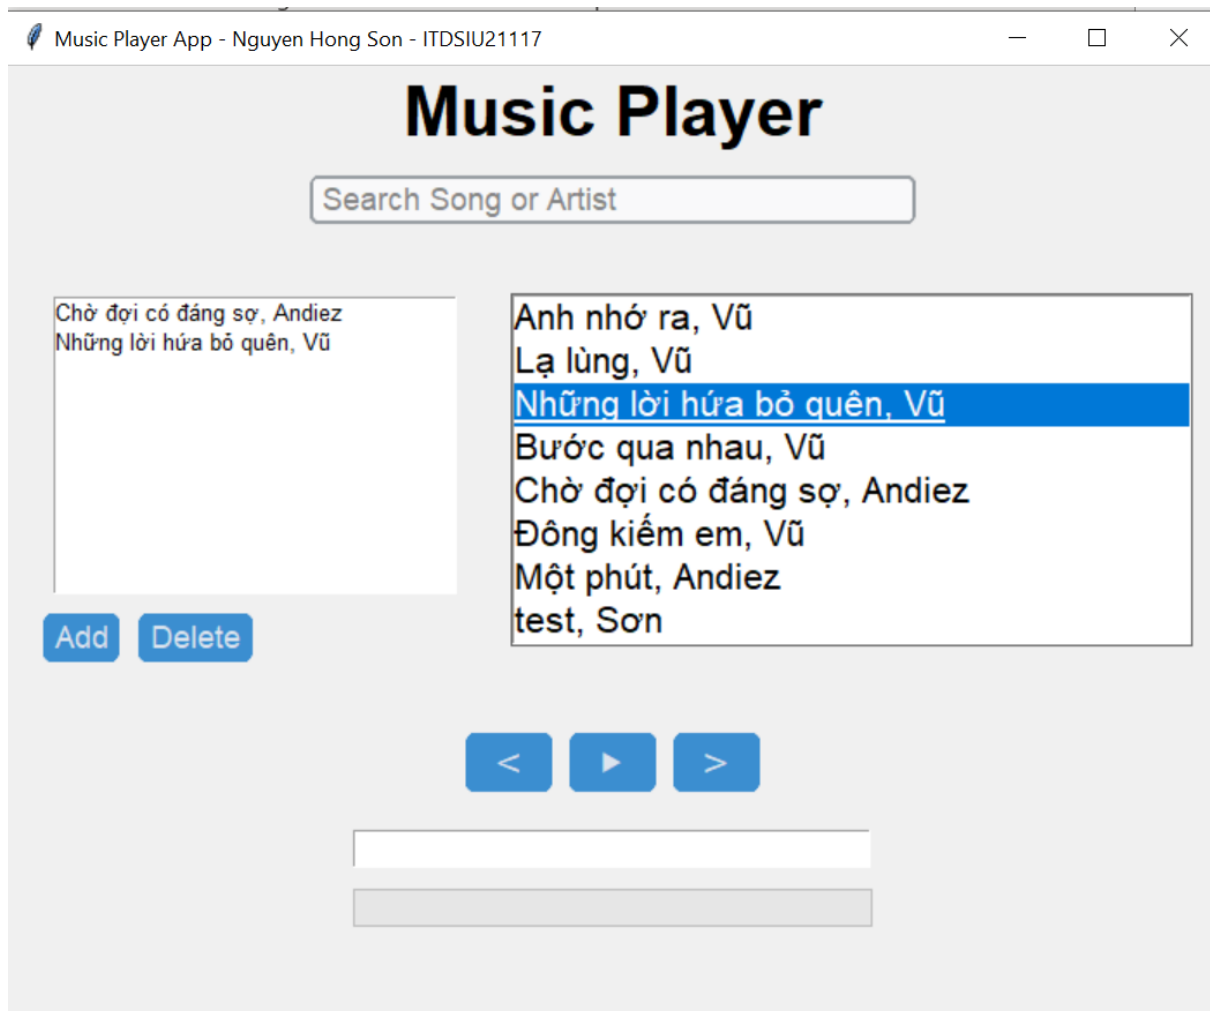 Music Player App - Nguyen Hong Son - ITDSIU21117
Music Player
Search Song or Artist
Chờ đợi có đáng sợ, Andiez
Những lời hứa bỏ quên, Vũ
Add
Delete
Anh nhớ ra, Vũ
Lạ lùng, Vũ
Những lời hứa bỏ quên, Vũ
Bước qua nhau, Vũ
Chờ đợi có đáng sợ, Andiez
Đông kiếm em, Vũ
Một phút, Andiez
test, Sơn
<
>